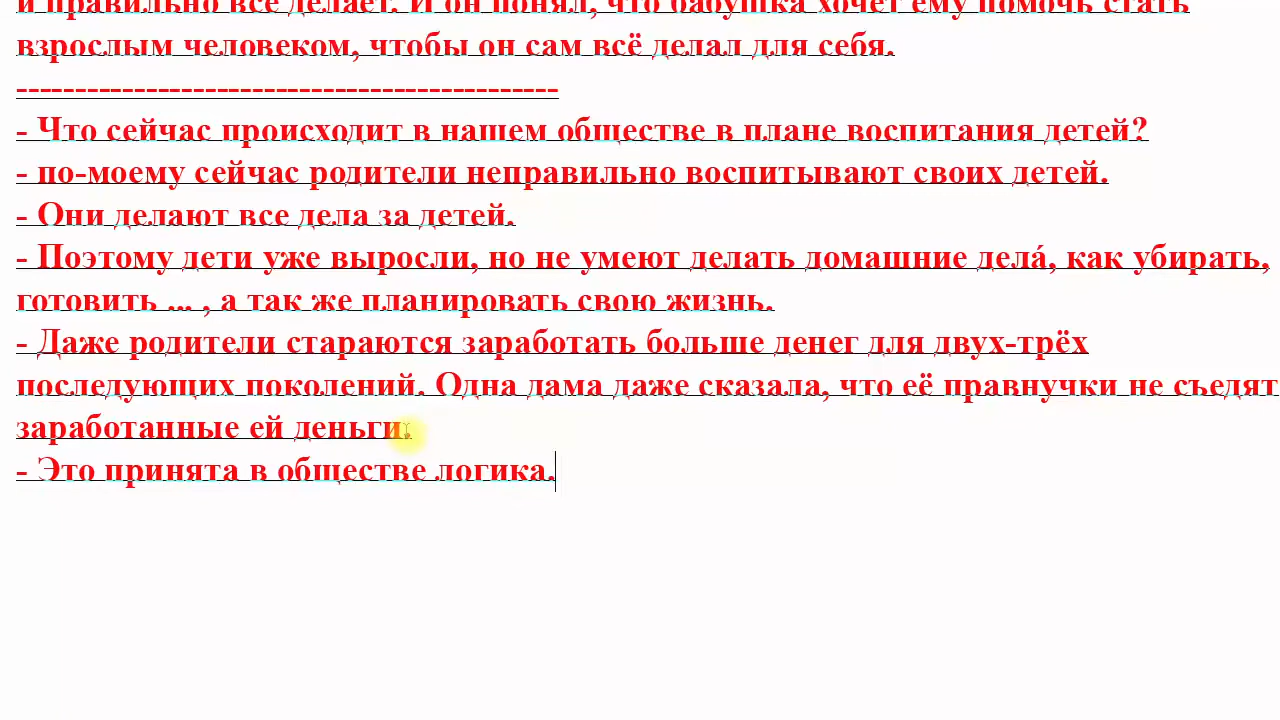 и правильно всё делает. И он понял, что бабушка хочет ему помочь стать
взрослым человеком, чтобы он сам всё делал для себя.
----------------------------------------------
- Что сейчас происходит в нашем обществе в плане воспитания детей?
- по-моему сейчас родители неправильно воспитывают своих детей.
- Они делают все дела за детей.
- Поэтому дети уже выросли, но не умеют делать домашние дела́, как убирать,
готовить ... , а так же планировать свою жизнь.
- Даже родители стараются заработать больше денег для двух-трёх
последующих поколений. Одна дама даже сказала, что её правнучки не съедят
заработанные ей деньги.
- Это принята в обществе логика.